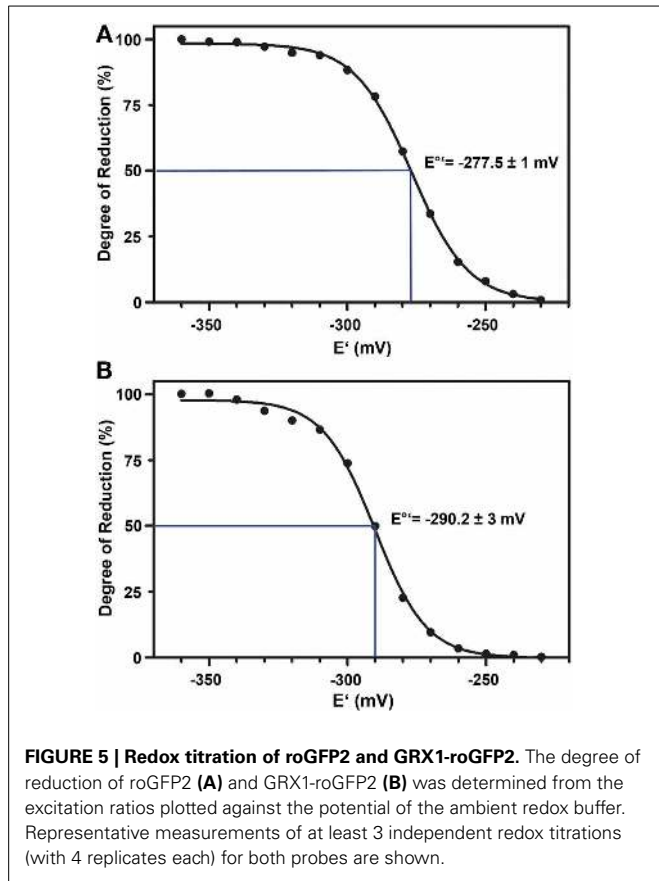 A
100
75
50
25
0
Degree of Reduction (%)
E°‘= -277.5 ± 1 mV
-350
-300
-250
E‘ (mV)
B
100
75
50
25
0
Degree of Reduction (%)
E°‘= -290.2 ± 3 mV
-350
-300
-250
E‘ (mV)
FIGURE 5 | Redox titration of roGFP2 and GRX1-roGFP2. The degree of
reduction of roGFP2 (A) and GRX1-roGFP2 (B) was determined from the
excitation ratios plotted against the potential of the ambient redox buffer.
Representative measurements of at least 3 independent redox titrations
(with 4 replicates each) for both probes are shown.